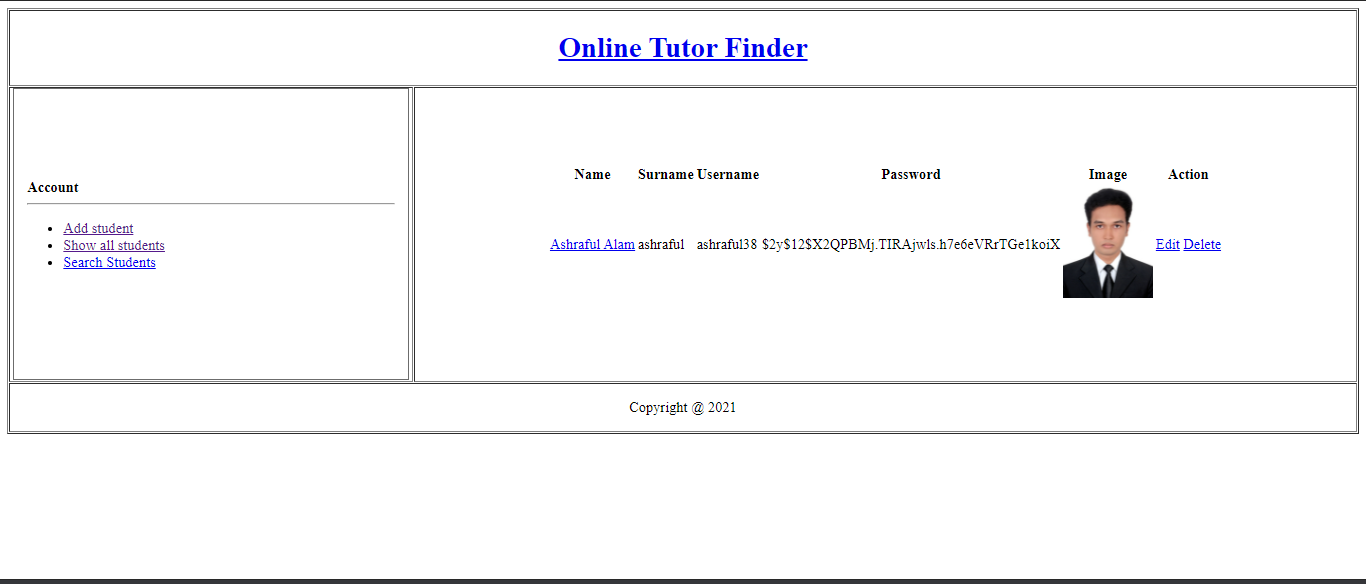 Online Tutor Finder
Account
Add student
Show all students
Search Students
Name Surname Username Password Image Action
Ashraful Alam ashraful ashraful38 $2y$12$X2QPBMj.TIRAjwls.h7e6eVRrTGe1koiX Edit Delete
Copyright @ 2021